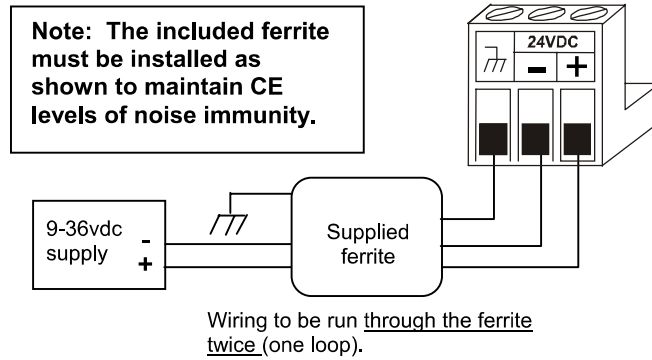 Note: The included ferrite
must be installed as
shown to maintain CE
levels of noise immunity.
24VDC
- +
9-36vdc
supply
-
+
Supplied
ferrite
Wiring to be run through the ferrite
twice (one loop).